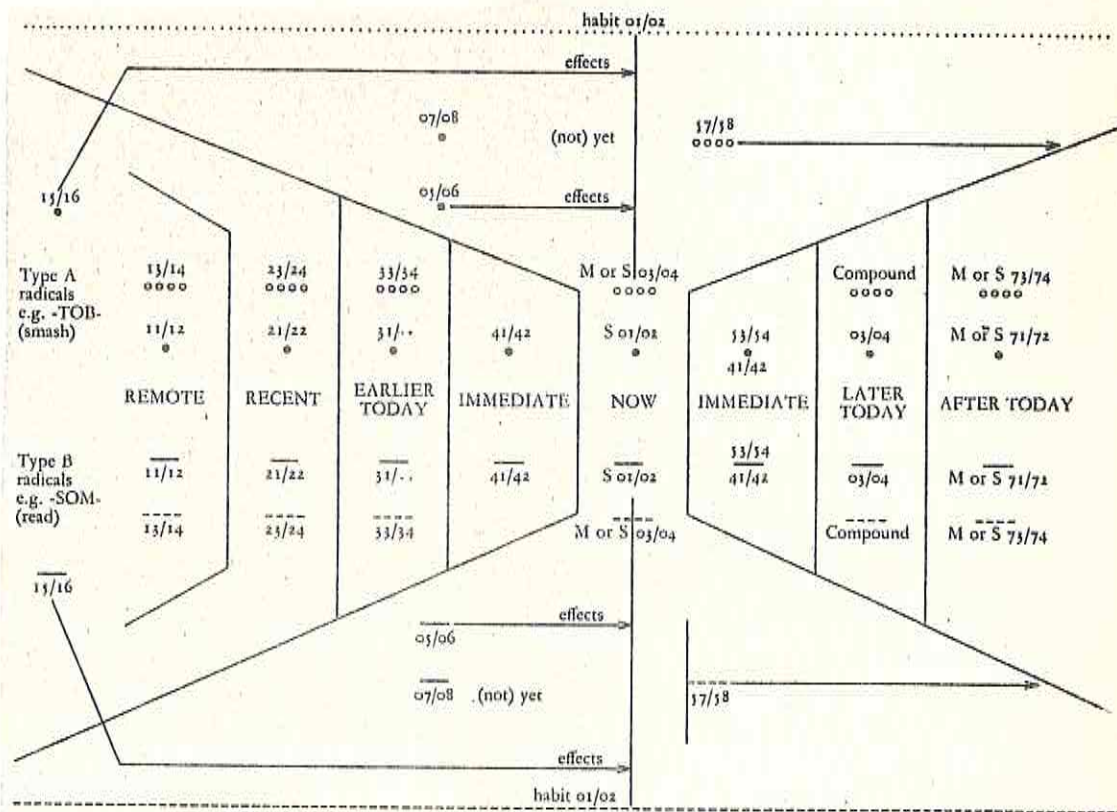 habit 01/02
effects
07/08
(not) yet
57/58
15/16
05/06
effects
Type A
radicals
e.g. -TOB-
(smash)
13/14 23/24 33/34 M or S 03/04 Compound M or S 73/74
11/12 21/22 31/·· 41/42 S 01/02 53/54 03/04 M or S 71/72
41/42
REMOTE RECENT EARLIER TODAY IMMEDIATE NOW IMMEDIATE LATER TODAY AFTER TODAY
Type B
radicals
e.g. -SOM-
(read)
53/54
11/12 21/22 31/·· 41/42 S 01/02 41/42 03/04 M or S 71/72
13/14 23/24 33/34 M or S 03/04 Compound M or S 73/74
15/16
effects
05/06
07/08 (not) yet
57/58
effects
habit 01/02